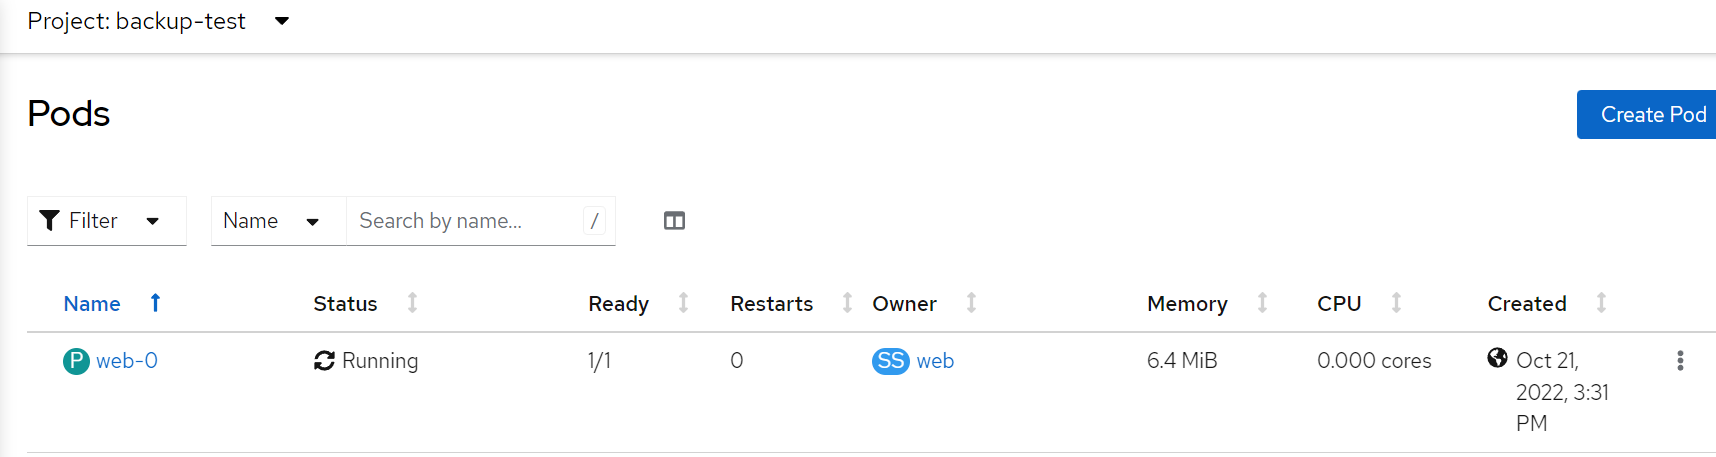 Project: backup-test
Pods
Create Pod
Filter
Name
Search by name...
/
Name Status Ready Restarts Owner Memory CPU Created
P web-0 Running 1/1 0 SS web 6.4 MiB 0.000 cores Oct 21,
2022, 3:31
PM